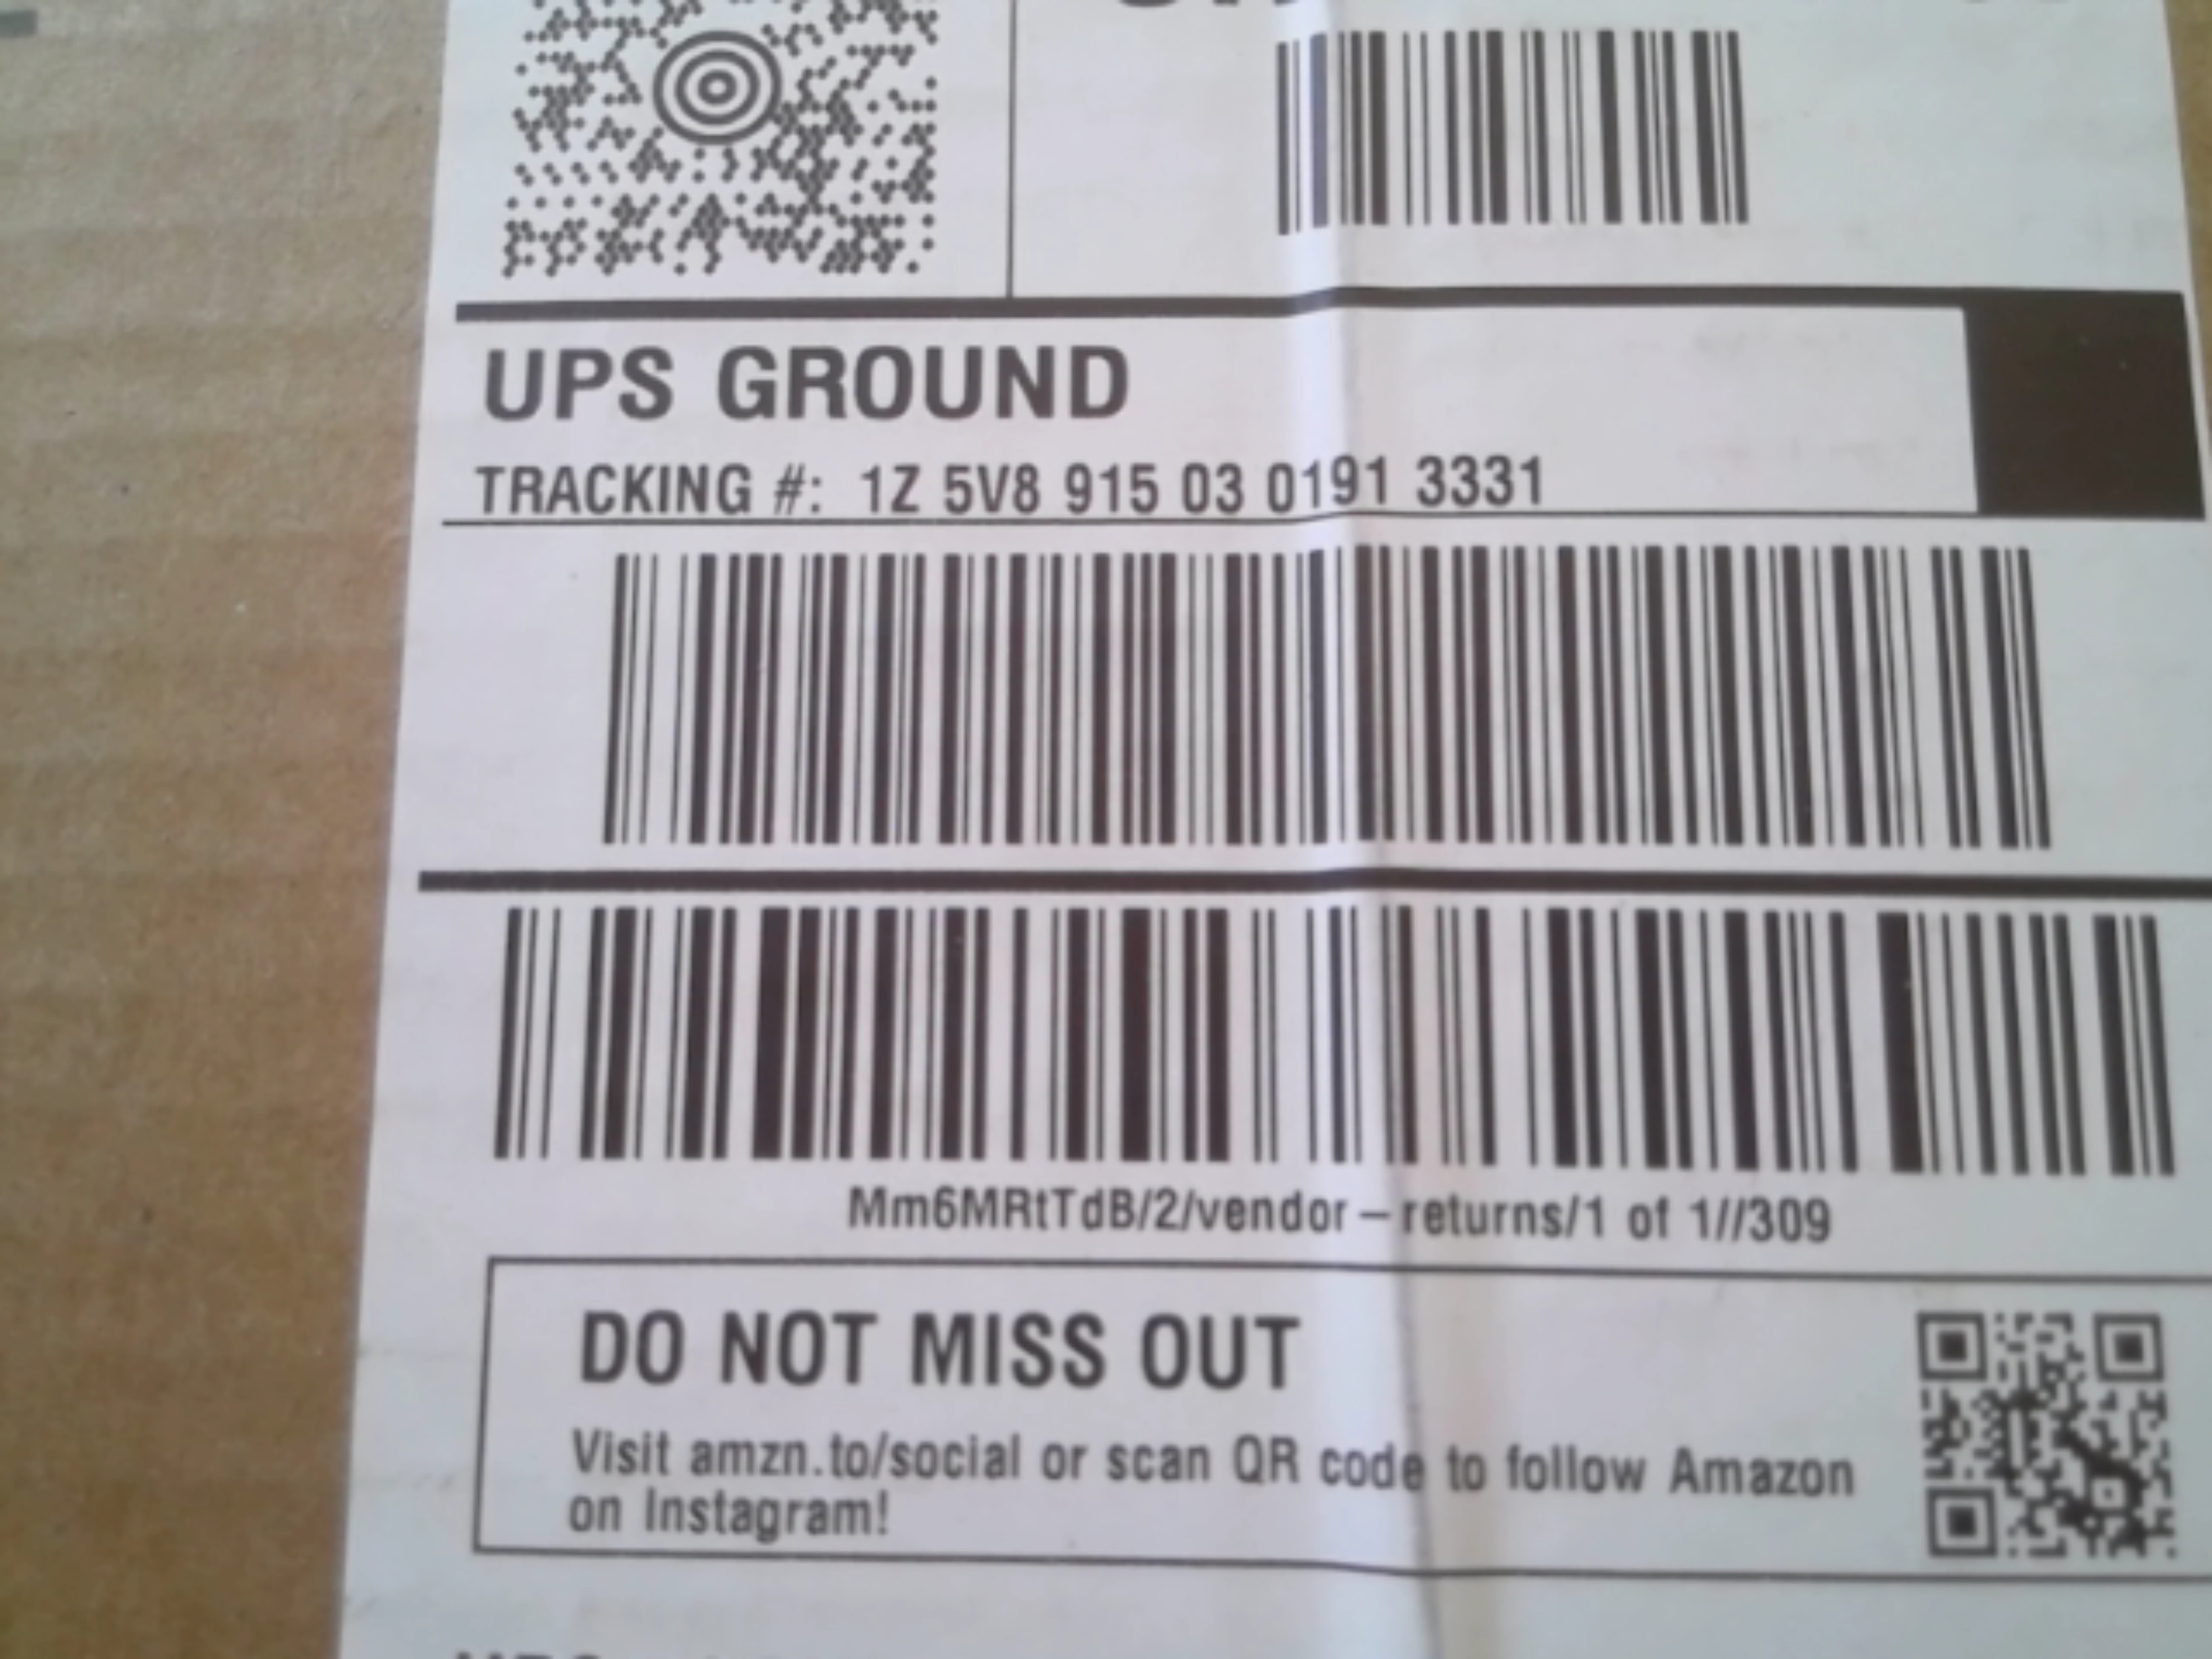 UPS GROUND
TRACKING #: 1Z 5V8 915 03 0191 3331
Mm6MRtTdB/2/vendor – returns/1 of 1//309
DO NOT MISS OUT
Visit amzn.to/social or scan QR code to follow Amazon
on Instagram!